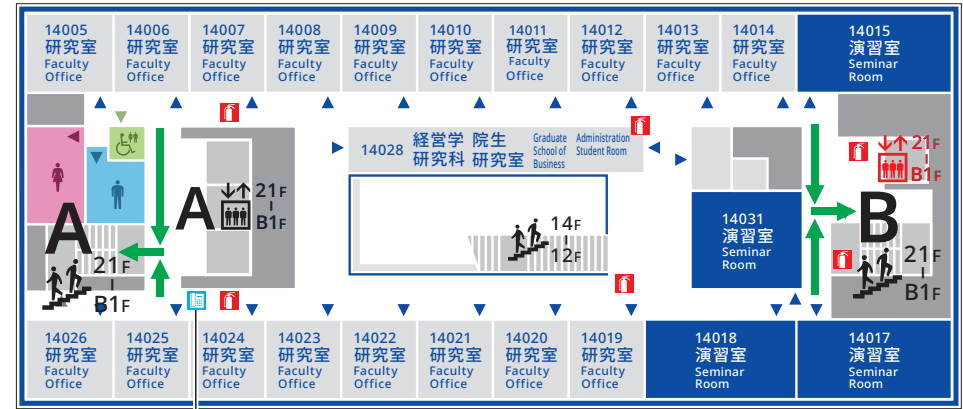 14005
研究室
Faculty
Office
14006
研究室
Faculty
Office
14007
研究室
Faculty
Office
14008
研究室
Faculty
Office
14009
研究室
Faculty
Office
14010
研究室
Faculty
Office
14011
研究室
Faculty
Office
14012
研究室
Faculty
Office
14013
研究室
Faculty
Office
14014
研究室
Faculty
Office
14015
演習室
Seminar
Room
A
21F
B1F
A
21F
B1F
14028
経営学 院生
研究科 研究室
Graduate
School of
Business
Administration
Student Room
14F
12F
14031
演習室
Seminar
Room
21F
B1F
B
21F
B1F
14026
研究室
Faculty
Office
14025
研究室
Faculty
Office
14024
研究室
Faculty
Office
14023
研究室
Faculty
Office
14022
研究室
Faculty
Office
14021
研究室
Faculty
Office
14020
研究室
Faculty
Office
14019
研究室
Faculty
Office
14018
演習室
Seminar
Room
14017
演習室
Seminar
Room